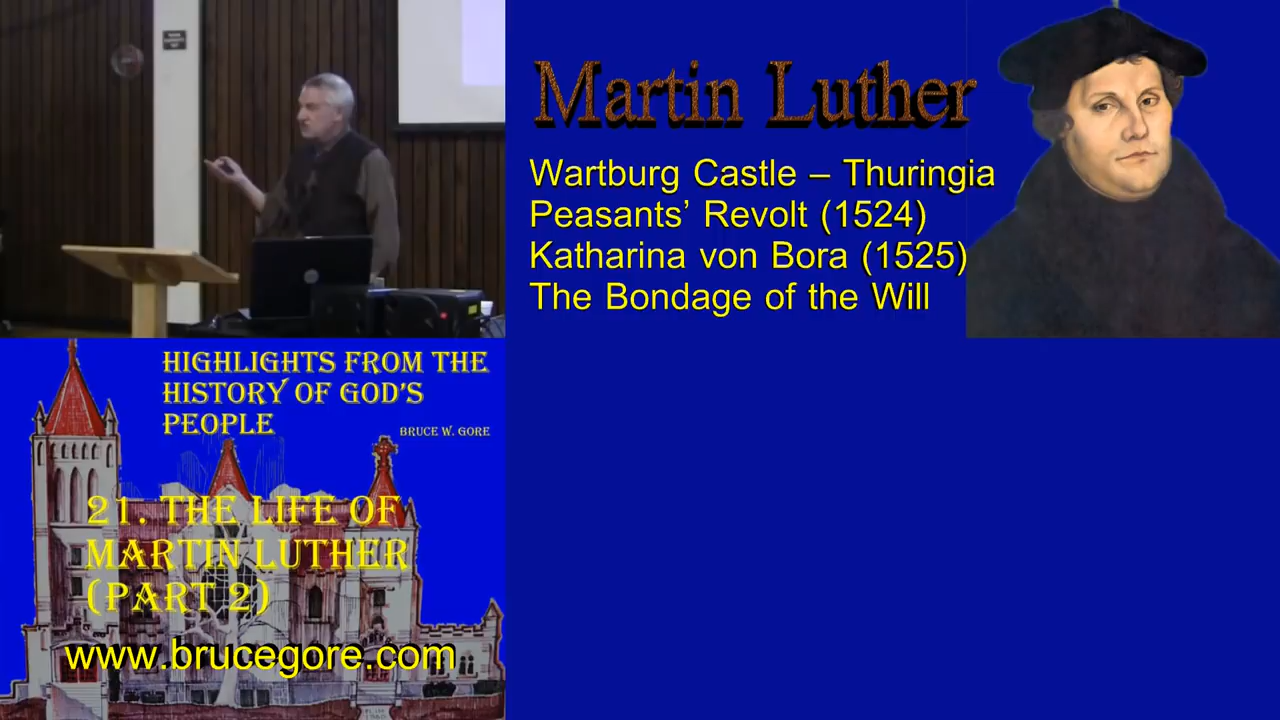 Martin Luther
Wartburg Castle – Thuringia
Peasants’ Revolt (1524)
Katharina von Bora (1525)
The Bondage of the Will
HIGHLIGHTS FROM THE
HISTORY OF GOD'S
PEOPLE
BRUCE W. GORE
21. THE LIFE OF
MARTIN LUTHER
(PART 2)
www.brucegore.com